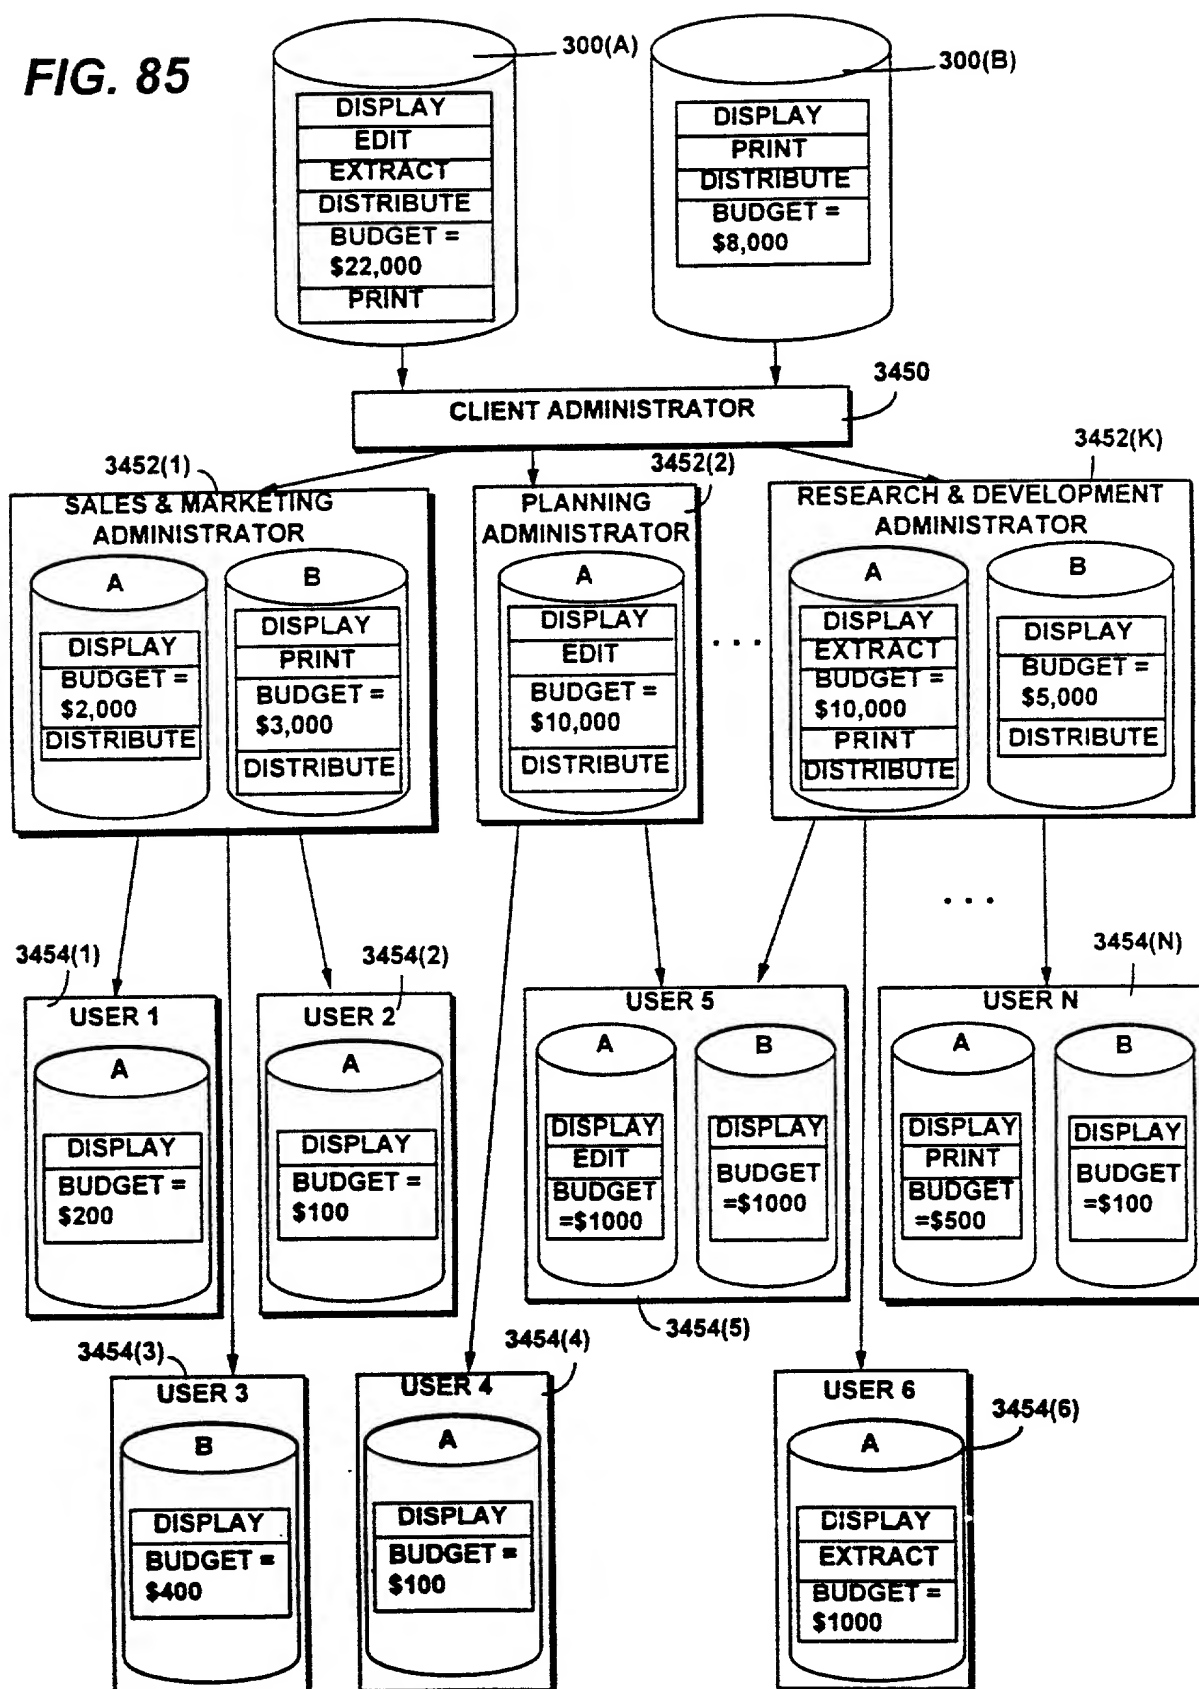 FIG. 85
300(A)
DISPLAY
EDIT
EXTRACT
DISTRIBUTE
BUDGET =
$22,000
PRINT
300(B)
DISPLAY
PRINT
DISTRIBUTE
BUDGET =
$8,000
CLIENT ADMINISTRATOR
3450
3452(1)
SALES & MARKETING
ADMINISTRATOR
A
DISPLAY
BUDGET =
$2,000
DISTRIBUTE
B
DISPLAY
PRINT
BUDGET =
$3,000
DISTRIBUTE
3452(2)
PLANNING
ADMINISTRATOR
A
DISPLAY
EDIT
BUDGET =
$10,000
DISTRIBUTE
. . .
3452(K)
RESEARCH & DEVELOPMENT
ADMINISTRATOR
A
DISPLAY
EXTRACT
BUDGET =
$10,000
PRINT
DISTRIBUTE
B
DISPLAY
BUDGET =
$5,000
DISTRIBUTE
. . .
3454(1)
USER 1
A
DISPLAY
BUDGET =
$200
3454(2)
USER 2
A
DISPLAY
BUDGET =
$100
USER 5
A
DISPLAY
EDIT
BUDGET
=$1000
B
DISPLAY
BUDGET
=$1000
3454(5)
3454(N)
USER N
A
DISPLAY
PRINT
BUDGET
=$500
B
DISPLAY
BUDGET
=$100
3454(3)
USER 3
B
DISPLAY
BUDGET =
$400
3454(4)
USER 4
A
DISPLAY
BUDGET =
$100
USER 6
3454(6)
A
DISPLAY
EXTRACT
BUDGET =
$1000